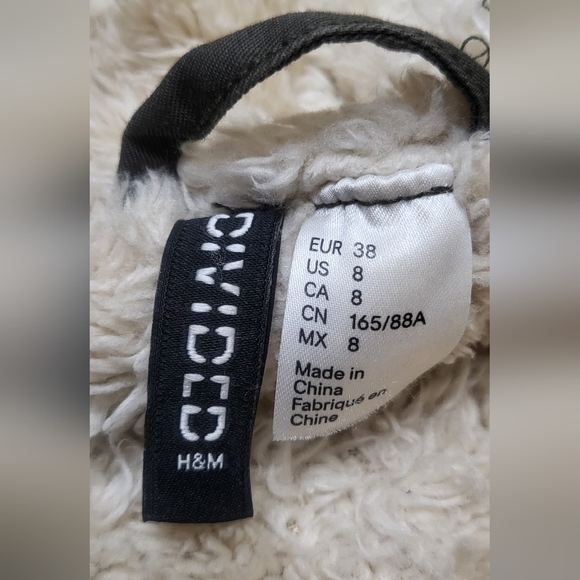 DIVIDED
H&M
EUR 38
US 8
CA 8
CN 165/88A
MX 8
Made in
China
Fabriqué en
Chine